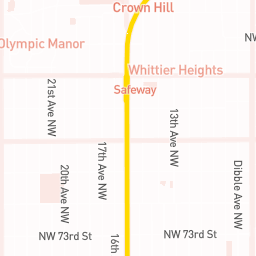 Crown Hill
NW
Olympic Manor
Whittier Heights
21st Ave NW
Safeway
13th Ave NW
17th Ave NW
20th Ave NW
Dibble Ave NW
NW 73rd St
16th
NW 73rd St